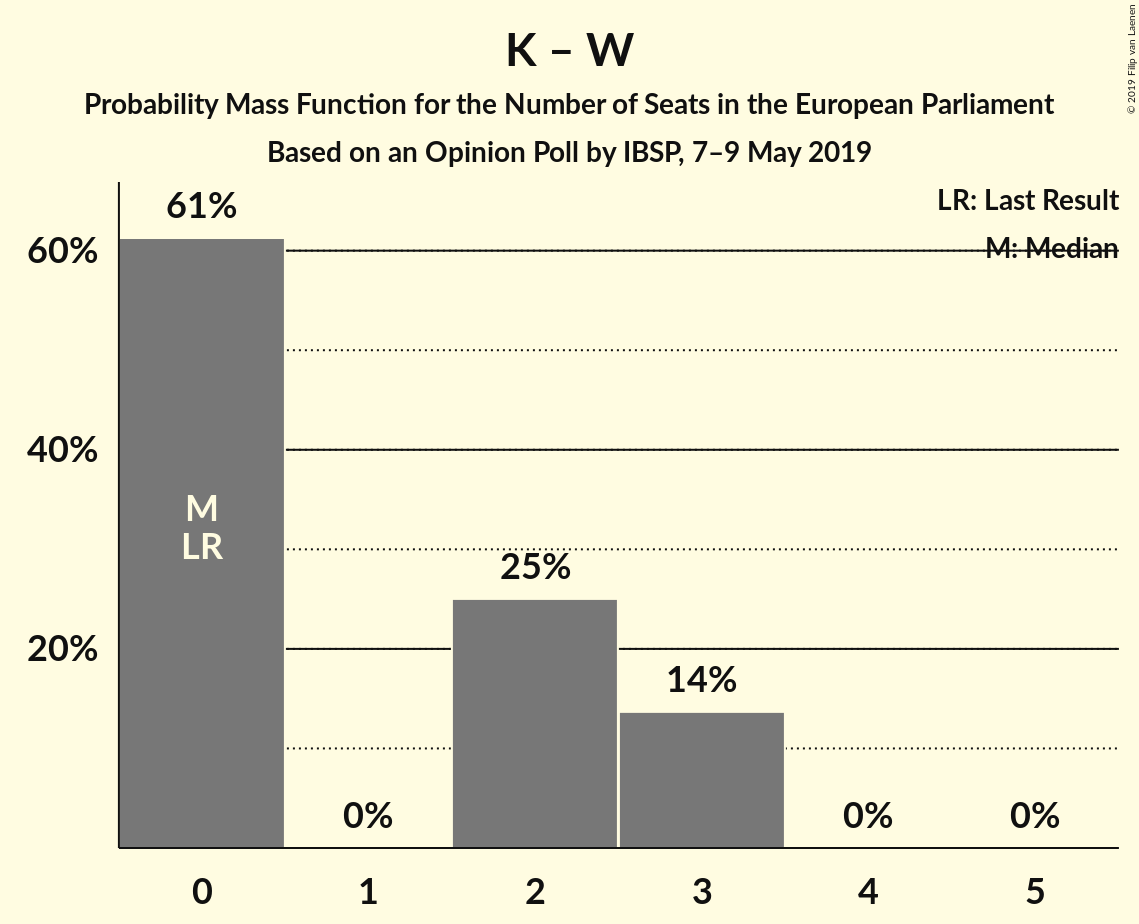 K – W
Probability Mass Function for the Number of Seats in the European Parliament
Based on an Opinion Poll by IBSP, 7–9 May 2019
© 2019 Filip van Laenen
LR: Last Result
M: Median
61%
60%
40%
20%
M
LR
0%
25%
14%
0%
0%
0
1
2
3
4
5